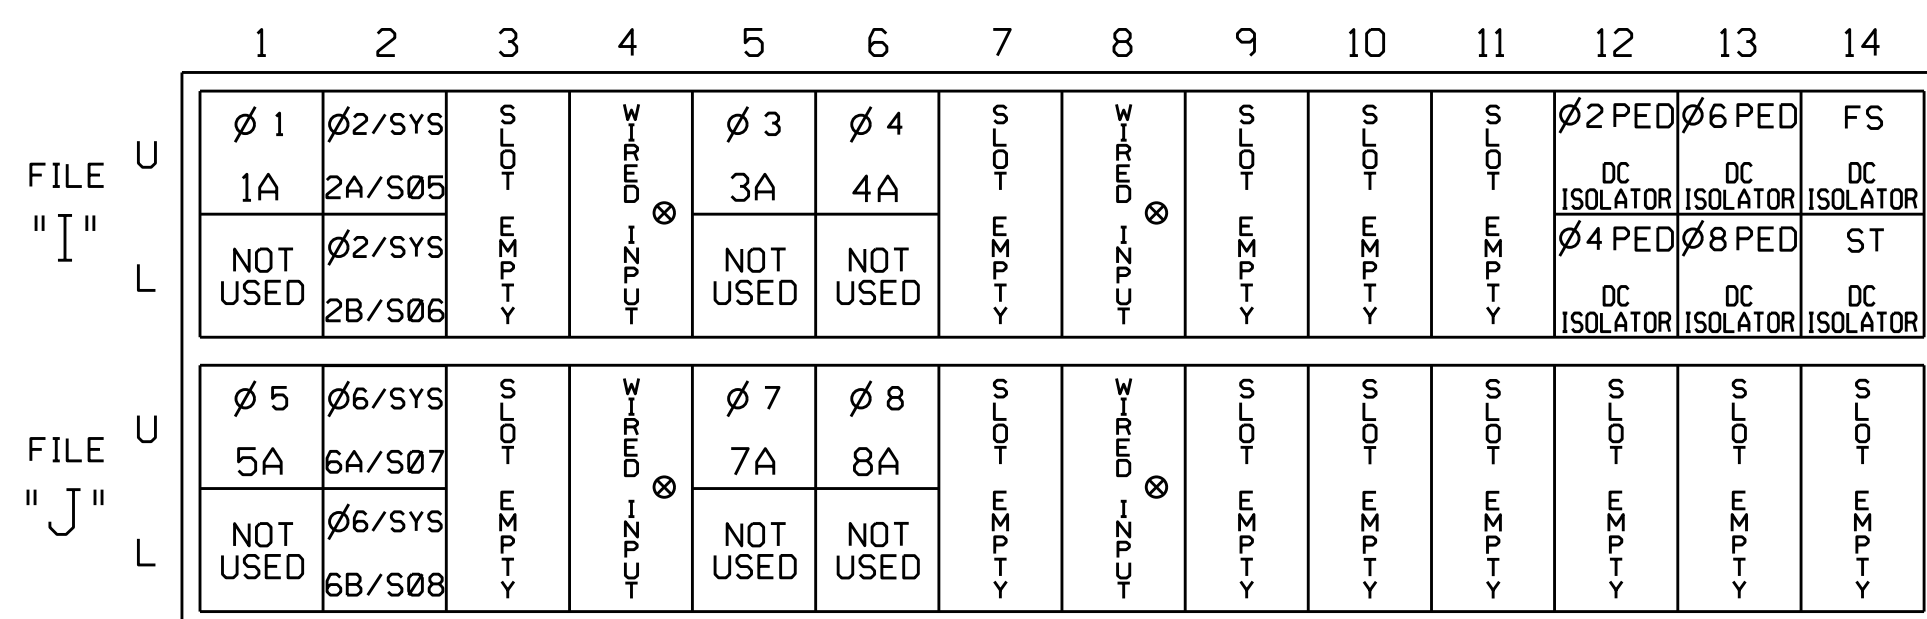 1 2 3 4 5 6 7 8 9 10 11 12 13 14
FILE "I"
U
L
Ø 1
1A
NOT
USED
Ø2/SYS
2A/S05
Ø2/SYS
2B/S06
SLOT EMPTY
WIRED INPUT
Ø 3
3A
NOT
USED
Ø 4
4A
NOT
USED
SLOT EMPTY
WIRED INPUT
SLOT EMPTY
SLOT EMPTY
SLOT EMPTY
Ø2 PED
DC
ISOLATOR
Ø4 PED
DC
ISOLATOR
Ø6 PED
DC
ISOLATOR
Ø8 PED
DC
ISOLATOR
FS
DC
ISOLATOR
ST
DC
ISOLATOR
FILE "J"
U
L
Ø 5
5A
NOT
USED
Ø6/SYS
6A/S07
Ø6/SYS
6B/S08
SLOT EMPTY
WIRED INPUT
Ø 7
7A
NOT
USED
Ø 8
8A
NOT
USED
SLOT EMPTY
WIRED INPUT
SLOT EMPTY
SLOT EMPTY
SLOT EMPTY
SLOT EMPTY
SLOT EMPTY
SLOT EMPTY